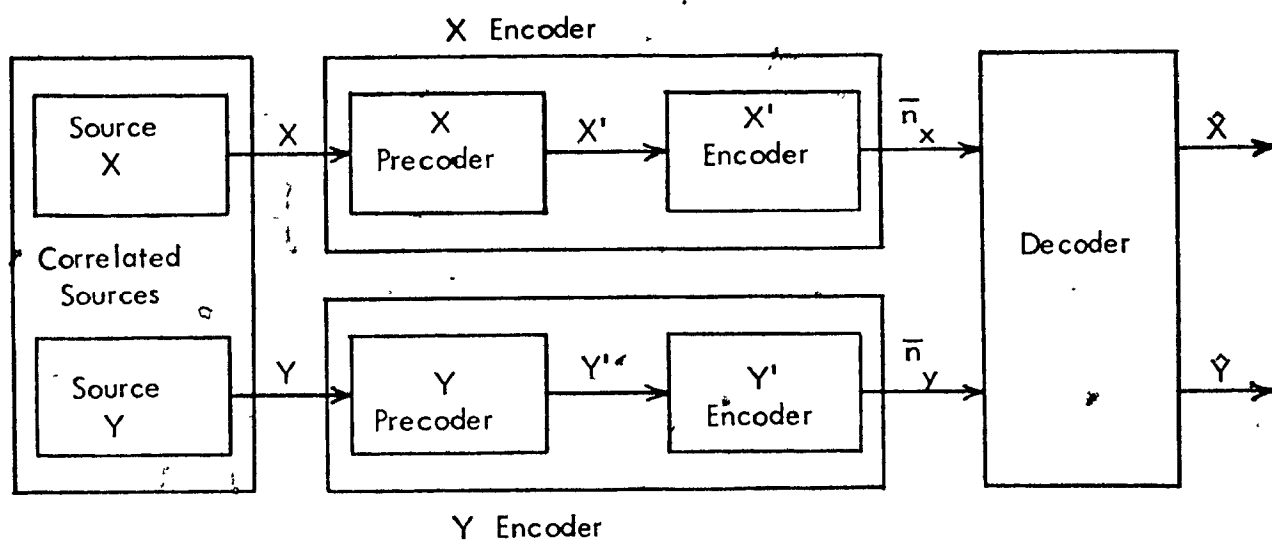 X Encoder
Source
X
X
X
Precoder
X'
X'
Encoder
n̅x
X̂
Correlated
Sources
Decoder
Source
Y
Y
Y
Precoder
Y'
Y'
Encoder
n̅y
Ŷ
Y Encoder